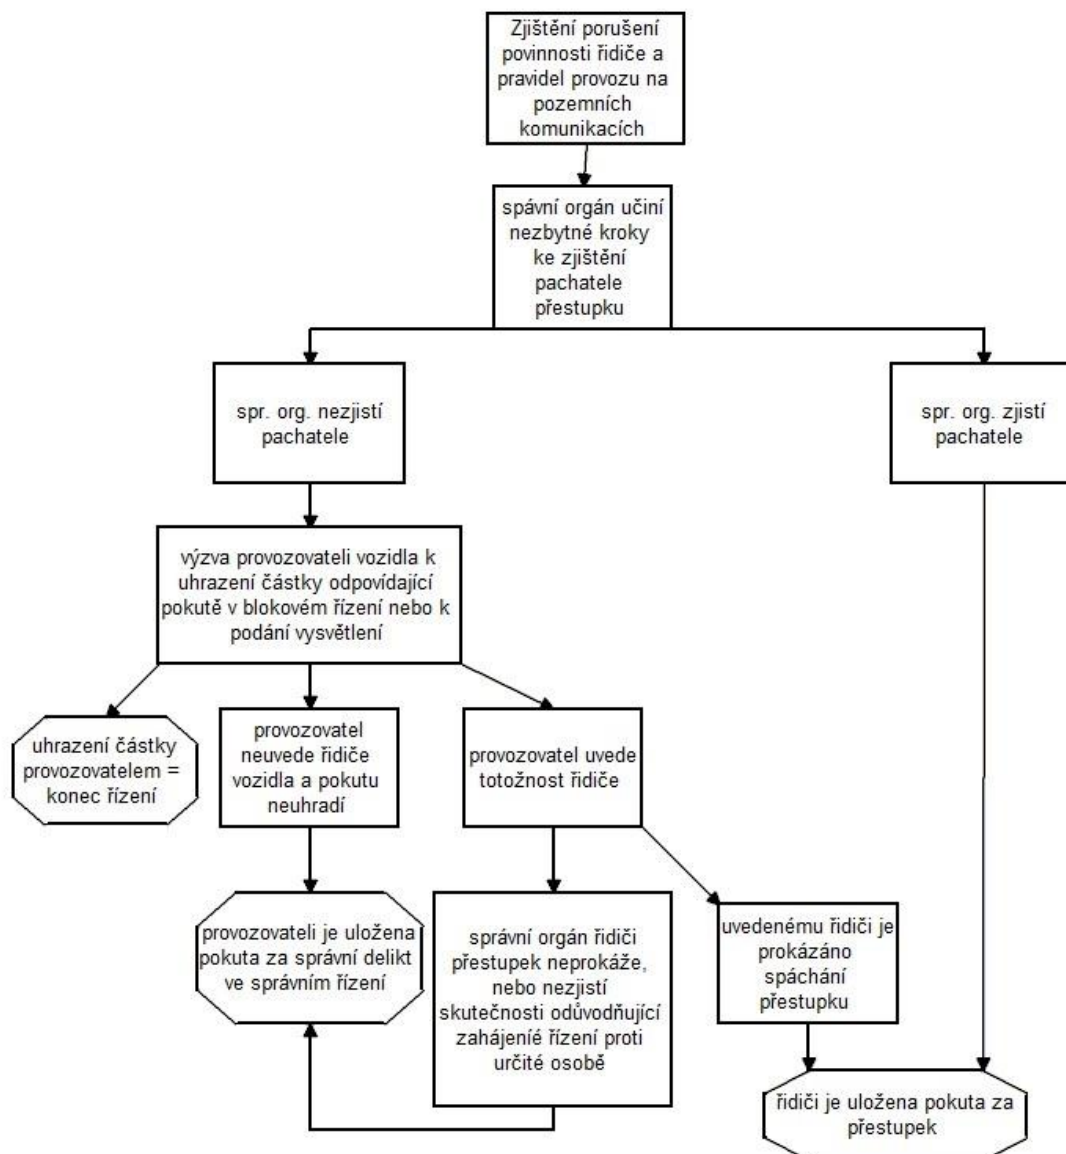 Zjištění porušení
povinnosti řidiče a
pravidel provozu na
pozemních
komunikacích
spávní orgán učiní
nezbytné kroky
ke zjištění
pachatele
přestupku
spr. org. nezjistí
pachatele
spr. org. zjistí
pachatele
výzva provozovateli vozidla k
uhrazení částky odpovídající
pokutě v blokovém řízení nebo k
podání vysvětlení
uhrazení částky
provozovatelem =
konec řízení
provozovatel
neuvede řidiče
vozidla a pokutu
neuhradí
provozovatel uvede
totožnost řidiče
provozovateli je uložena
pokuta za správní delikt
ve správním řízení
správní orgán řidiči
přestupek neprokáže,
nebo nezjistí
skutečnosti odůvodňující
zahájeníé řízení proti
určité osobě
uvedenému řidiči je
prokázáno
spáchání
přestupku
řidiči je uložena pokuta za
přestupek